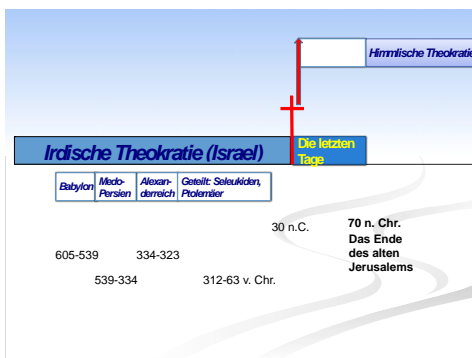 Himmlische Theokratie
Irdische Theokratie (Israel)
Die letzten
Tage
Babylon
Medo-
Persien
Alexan-
derreich
Geteilt: Seleukiden,
Ptolemäer
30 n.C.
70 n. Chr.
Das Ende
des alten
Jerusalems
605-539
334-323
539-334
312-63 v. Chr.